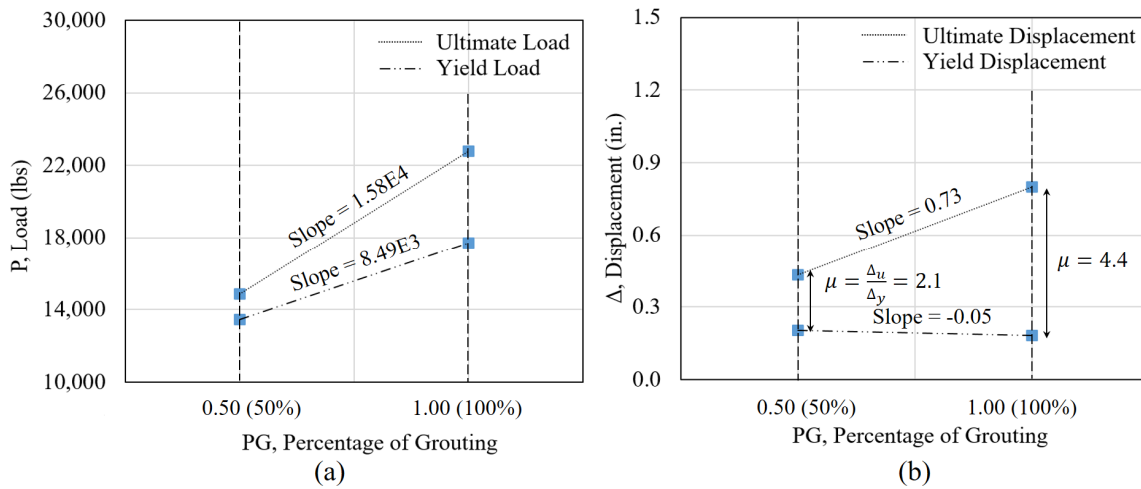 30,000
26,000
22,000
18,000
14,000
10,000
P, Load (lbs)
Ultimate Load
Yield Load
Slope = 1.58E4
Slope = 8.49E3
0.50 (50%)
1.00 (100%)
PG, Percentage of Grouting
(a)
1.5
1.2
0.9
0.6
0.3
0.0
Δ, Displacement (in.)
Ultimate Displacement
Yield Displacement
Slope = 0.73
μ = Δu/Δy = 2.1
Slope = -0.05
μ = 4.4
0.50 (50%)
1.00 (100%)
PG, Percentage of Grouting
(b)